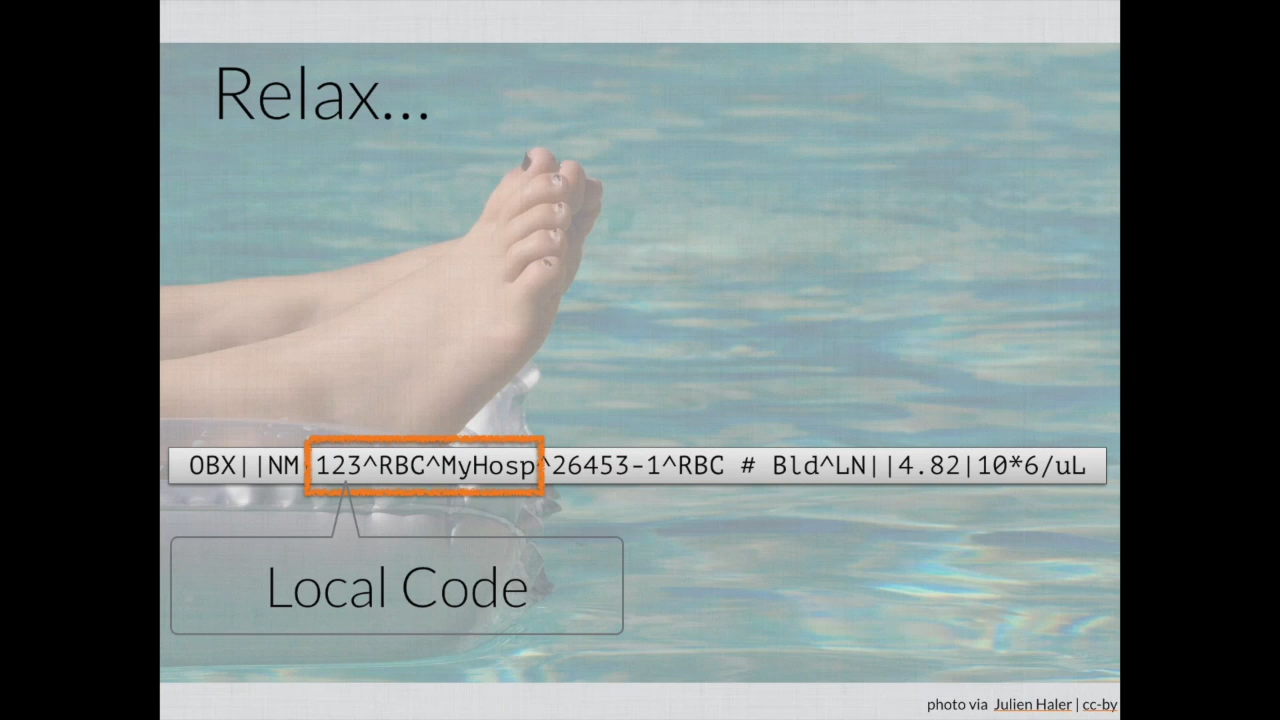 Relax...
OBX||NM 123^RBC^MyHosp^26453-1^RBC # Bld^LN||4.82|10*6/uL
Local Code
photo via Julien Haler | cc-by